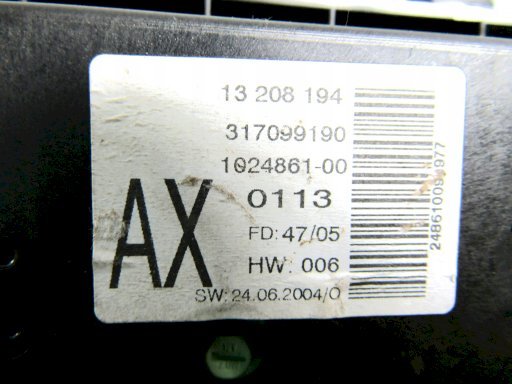 13 208 194
317099190
1024861-00
0113
AX
FD: 47/05
HW: 006
SW: 24.06.2004/0